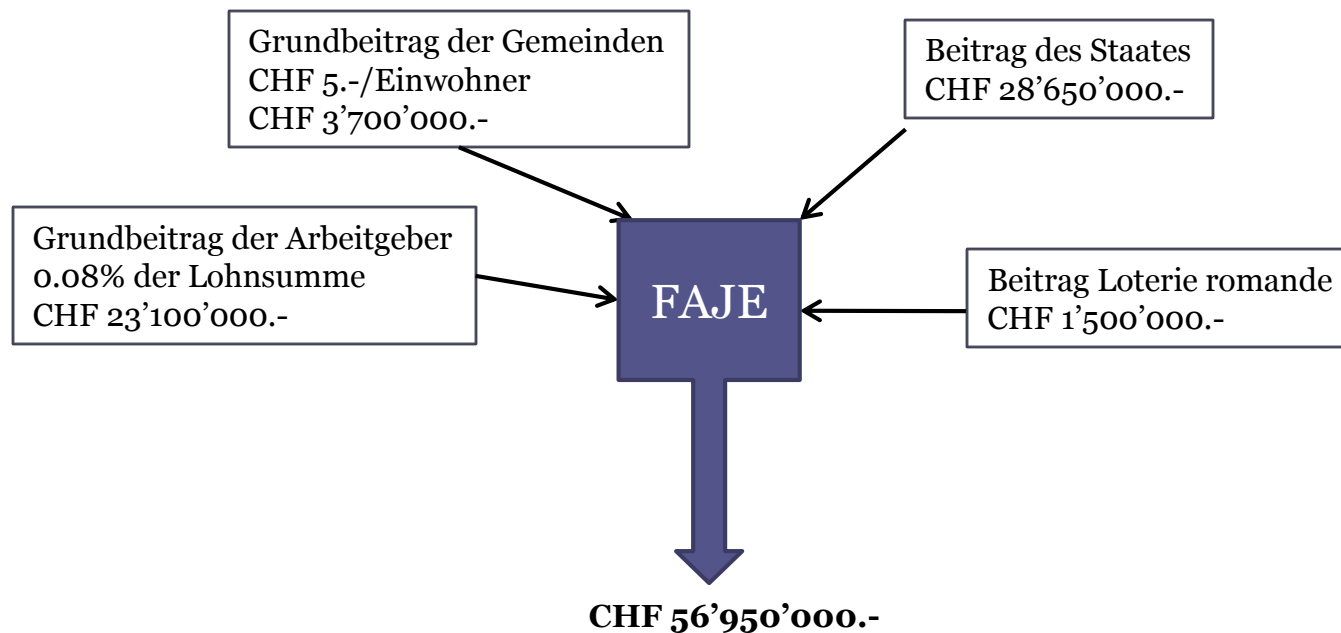 Grundbeitrag der Gemeinden
CHF 5.-/Einwohner
CHF 3’700’000.-
Beitrag des Staates
CHF 28’650’000.-
Grundbeitrag der Arbeitgeber
0.08% der Lohnsumme
CHF 23’100’000.-
FAJE
Beitrag Loterie romande
CHF 1’500’000.-
CHF 56’950’000.-